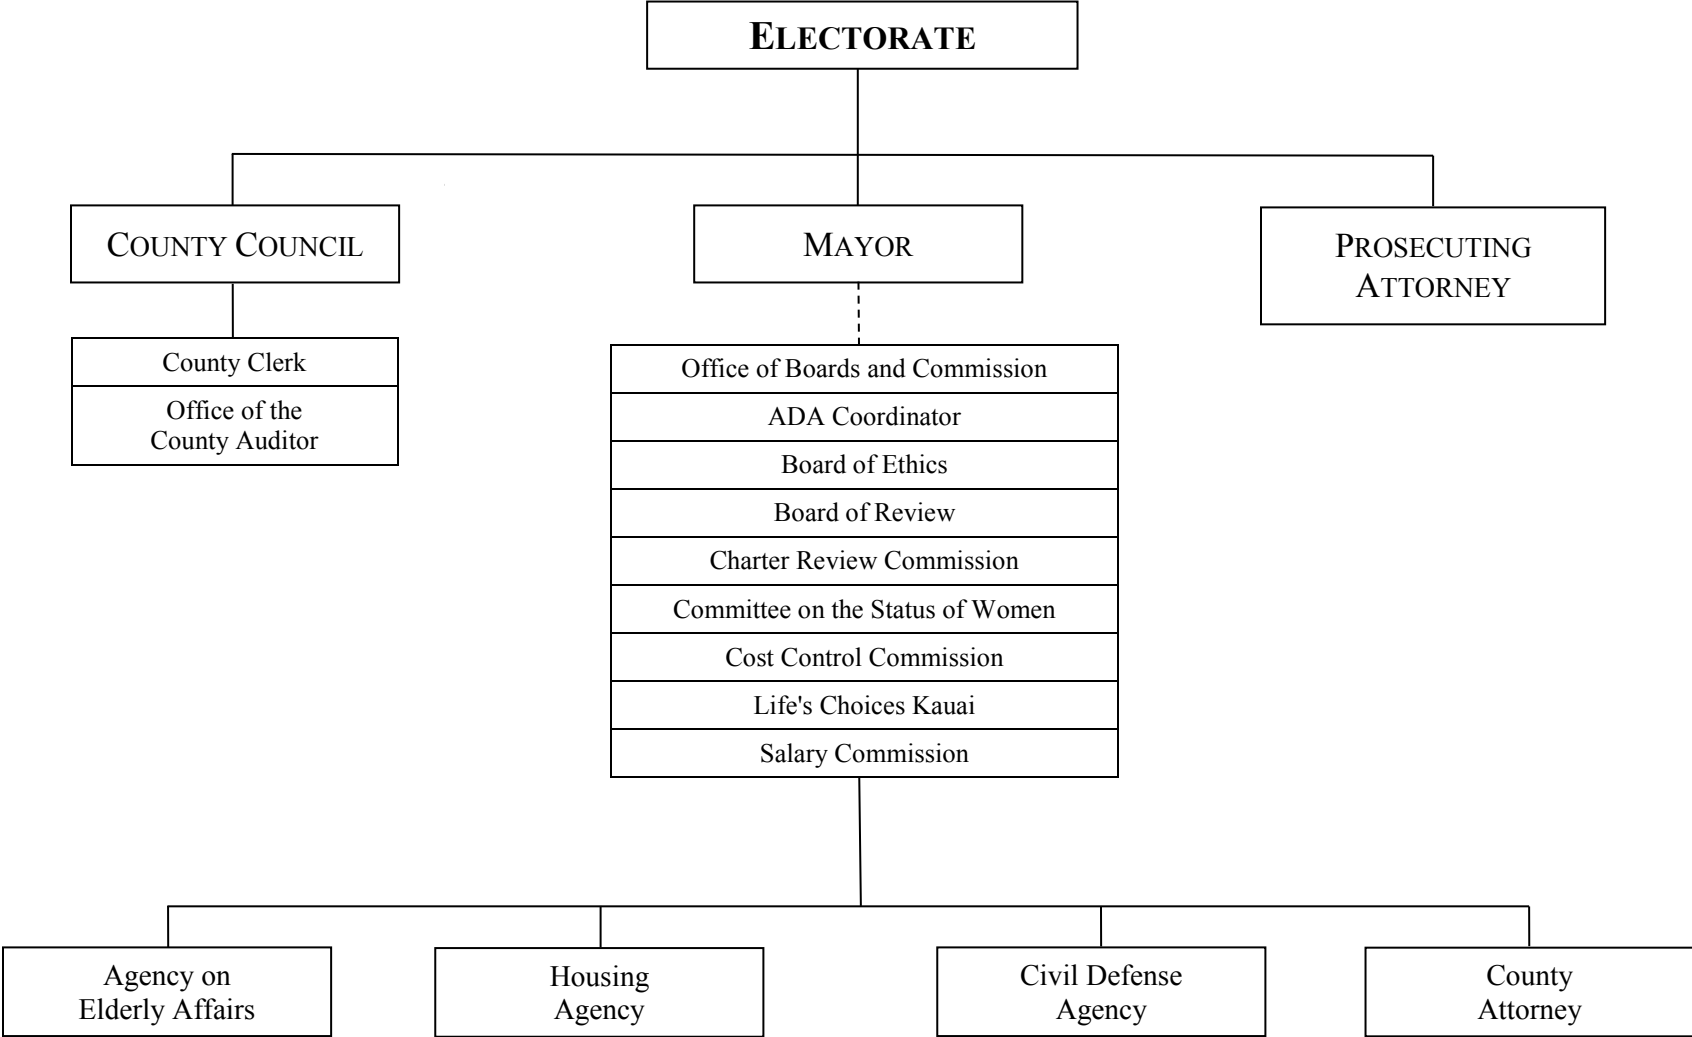 ELECTORATE
COUNTY COUNCIL
MAYOR
PROSECUTING
ATTORNEY
County Clerk
Office of the
County Auditor
Office of Boards and Commission
ADA Coordinator
Board of Ethics
Board of Review
Charter Review Commission
Committee on the Status of Women
Cost Control Commission
Life's Choices Kauai
Salary Commission
Agency on
Elderly Affairs
Housing
Agency
Civil Defense
Agency
County
Attorney